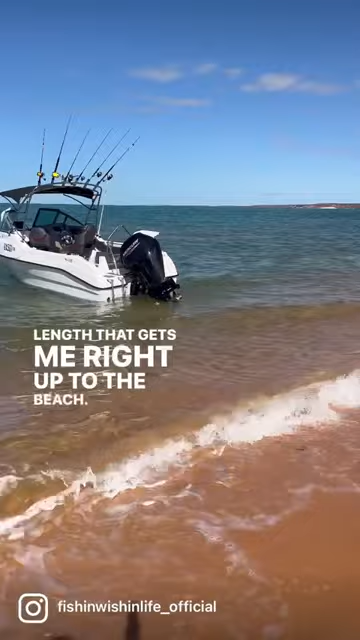 LENGTH THAT GETS
ME RIGHT
UP TO THE
BEACH.
fishinwishinlife_official